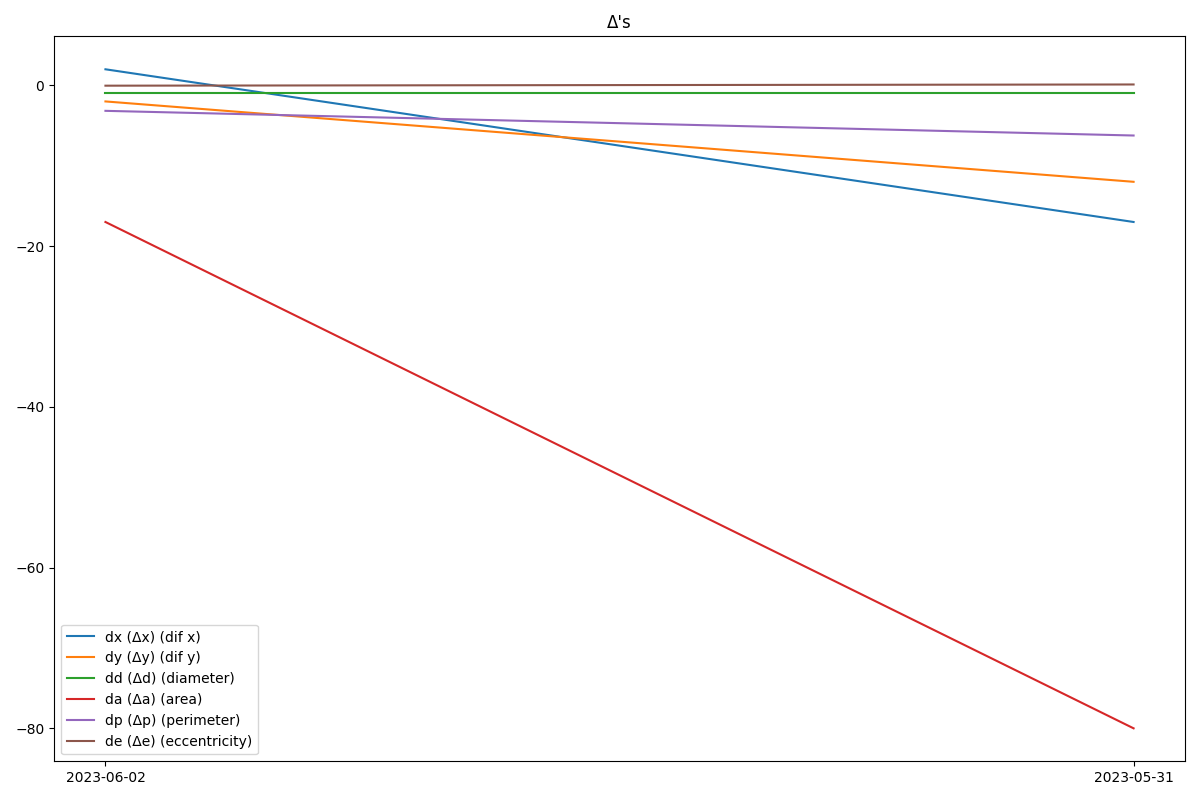 Δ's
0
−20
−40
−60
−80
dx (Δx) (dif x)
dy (Δy) (dif y)
dd (Δd) (diameter)
da (Δa) (area)
dp (Δp) (perimeter)
de (Δe) (eccentricity)
2023-06-02
2023-05-31